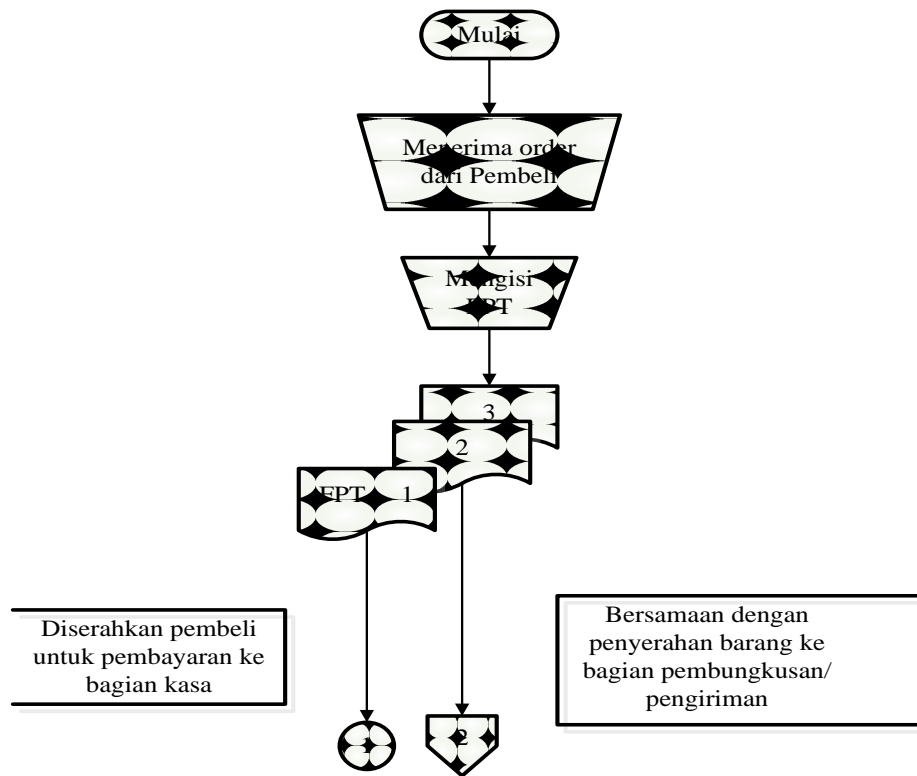 Mulai
Menerima order
dari Pembeli
Mengisi
FPT
3
2
FPT 1
Diserahkan pembeli
untuk pembayaran ke
bagian kasa
Bersamaan dengan
penyerahan barang ke
bagian pembungkusan/
pengiriman
1
2